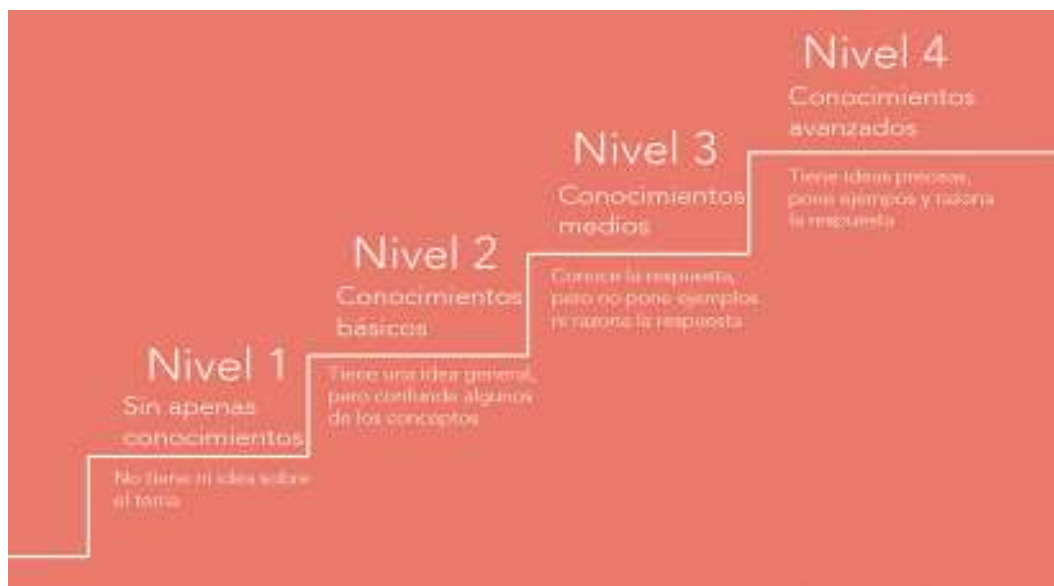 Nivel 1
Sin apenas
conocimientos
No tiene ni idea sobre
el tema
Nivel 2
Conocimientos
básicos
Tiene una idea general,
pero confunde algunos
de los conceptos
Nivel 3
Conocimientos
medios
Conoce la respuesta,
pero no pone ejemplos
ni razona la respuesta
Nivel 4
Conocimientos
avanzados
Tiene ideas precisas,
pone ejempos y razona
la respuesta